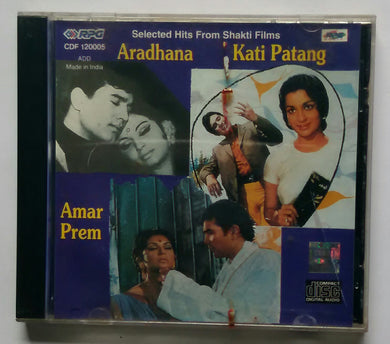 RPG
CDF 120005
ADD
Made in India
Selected Hits From Shakti Films
Aradhana
Kati Patang
Amar
Prem
COMPACT
disc
DIGITAL AUDIO